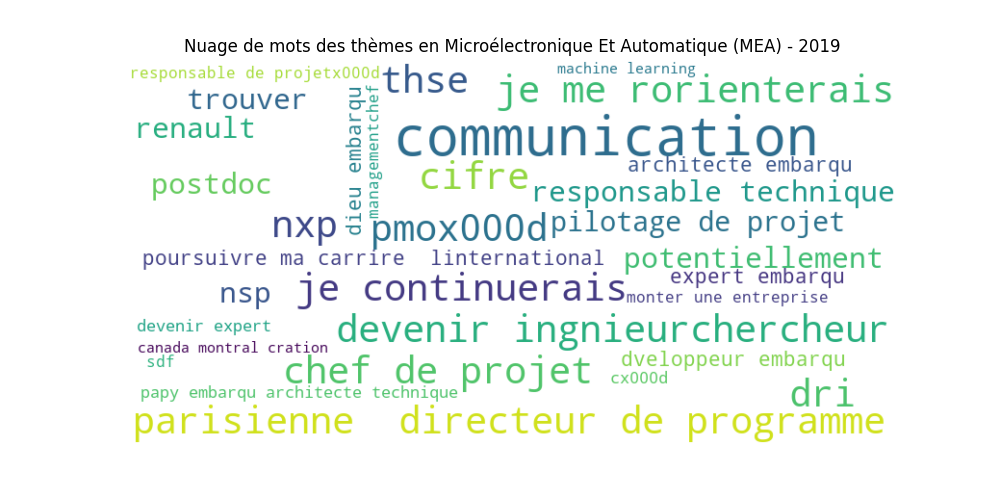 Nuage de mots des thèmes en Microélectronique Et Automatique (MEA) - 2019
responsable de projetx000d
thse
machine learning
trouver
je me rorienterais
renault
dieu embarqu
managementchef
communication
architecte embarqu
postdoc
cifre
responsable technique
nxp
pmox000d
pilotage de projet
poursuivre ma carrire linternational
potentiellement
nsp
je continuerais
expert embarqu
monter une entreprise
devenir expert
devenir ingnieurchercheur
canada montral cration
sdf
chef de projet
dveloppeur embarqu
cx000d
papy embarqu architecte technique
dri
parisienne directeur de programme